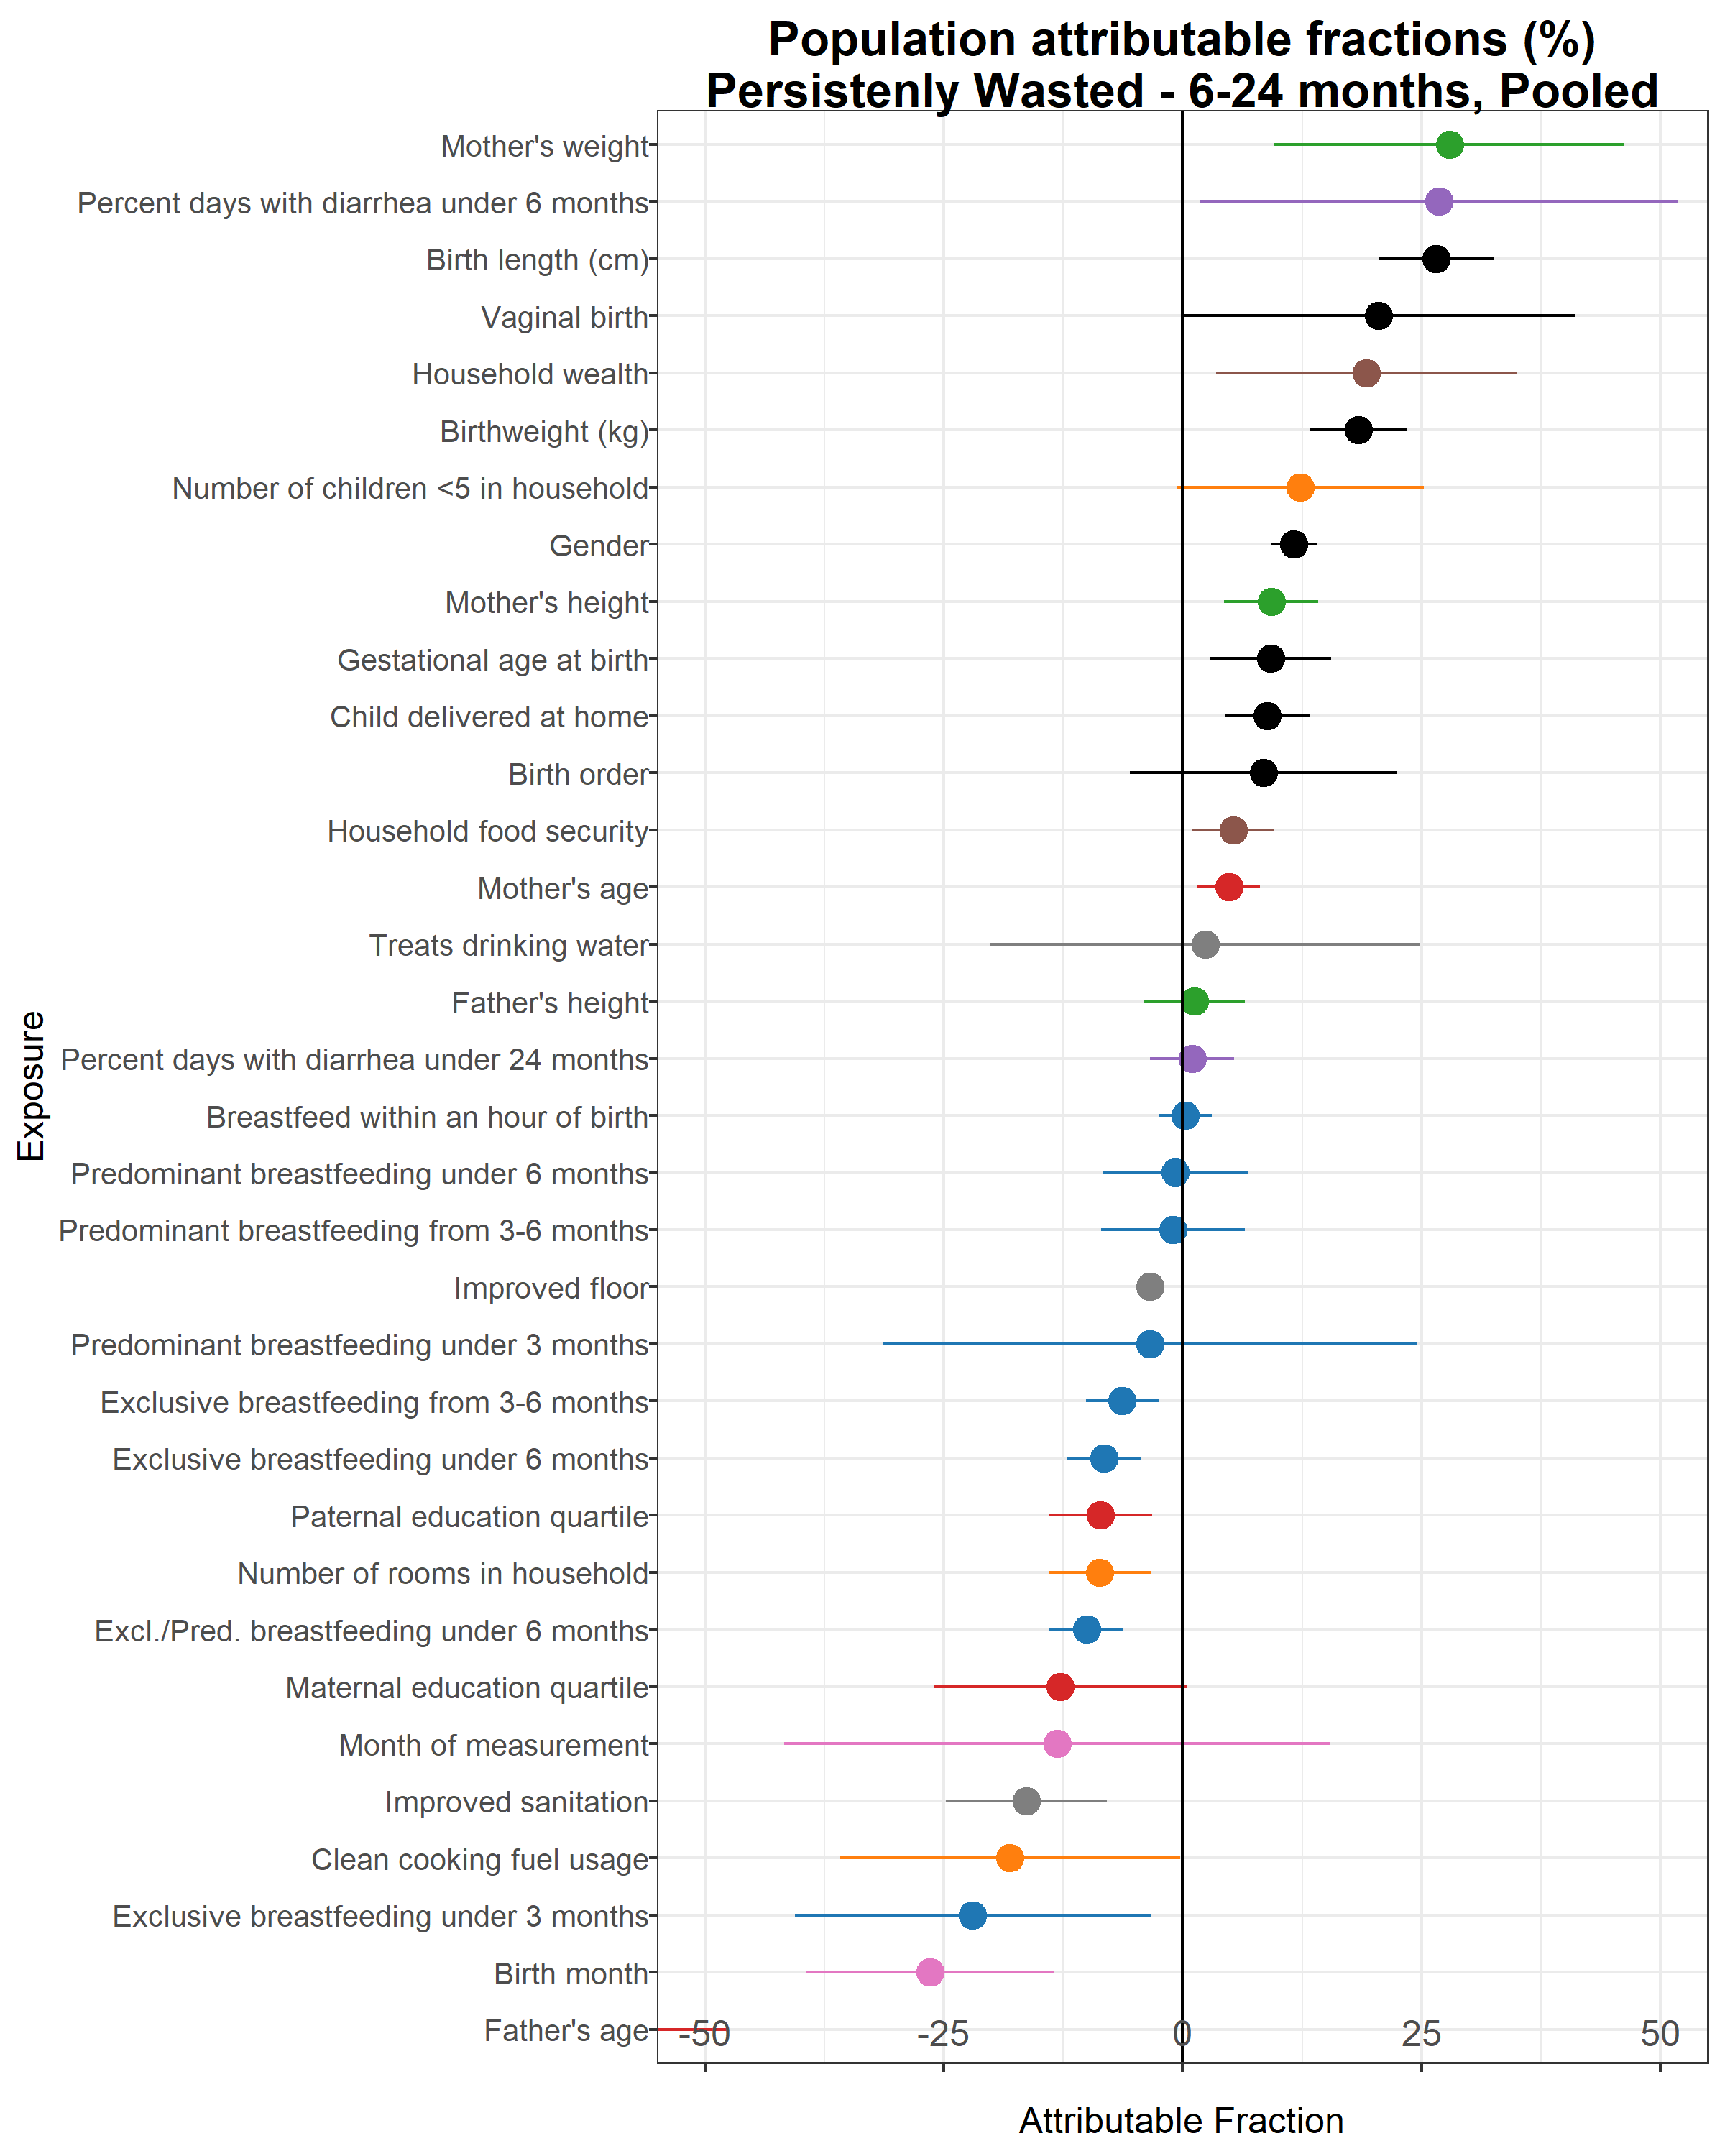 Population attributable fractions (%)
Persistenly Wasted - 6-24 months, Pooled
Exposure
Mother's weight
Percent days with diarrhea under 6 months
Birth length (cm)
Vaginal birth
Household wealth
Birthweight (kg)
Number of children <5 in household
Gender
Mother's height
Gestational age at birth
Child delivered at home
Birth order
Household food security
Mother's age
Treats drinking water
Father's height
Percent days with diarrhea under 24 months
Breastfeed within an hour of birth
Predominant breastfeeding under 6 months
Predominant breastfeeding from 3-6 months
Improved floor
Predominant breastfeeding under 3 months
Exclusive breastfeeding from 3-6 months
Exclusive breastfeeding under 6 months
Paternal education quartile
Number of rooms in household
Excl./Pred. breastfeeding under 6 months
Maternal education quartile
Month of measurement
Improved sanitation
Clean cooking fuel usage
Exclusive breastfeeding under 3 months
Birth month
Father's age
-50 -25 0 25 50
Attributable Fraction